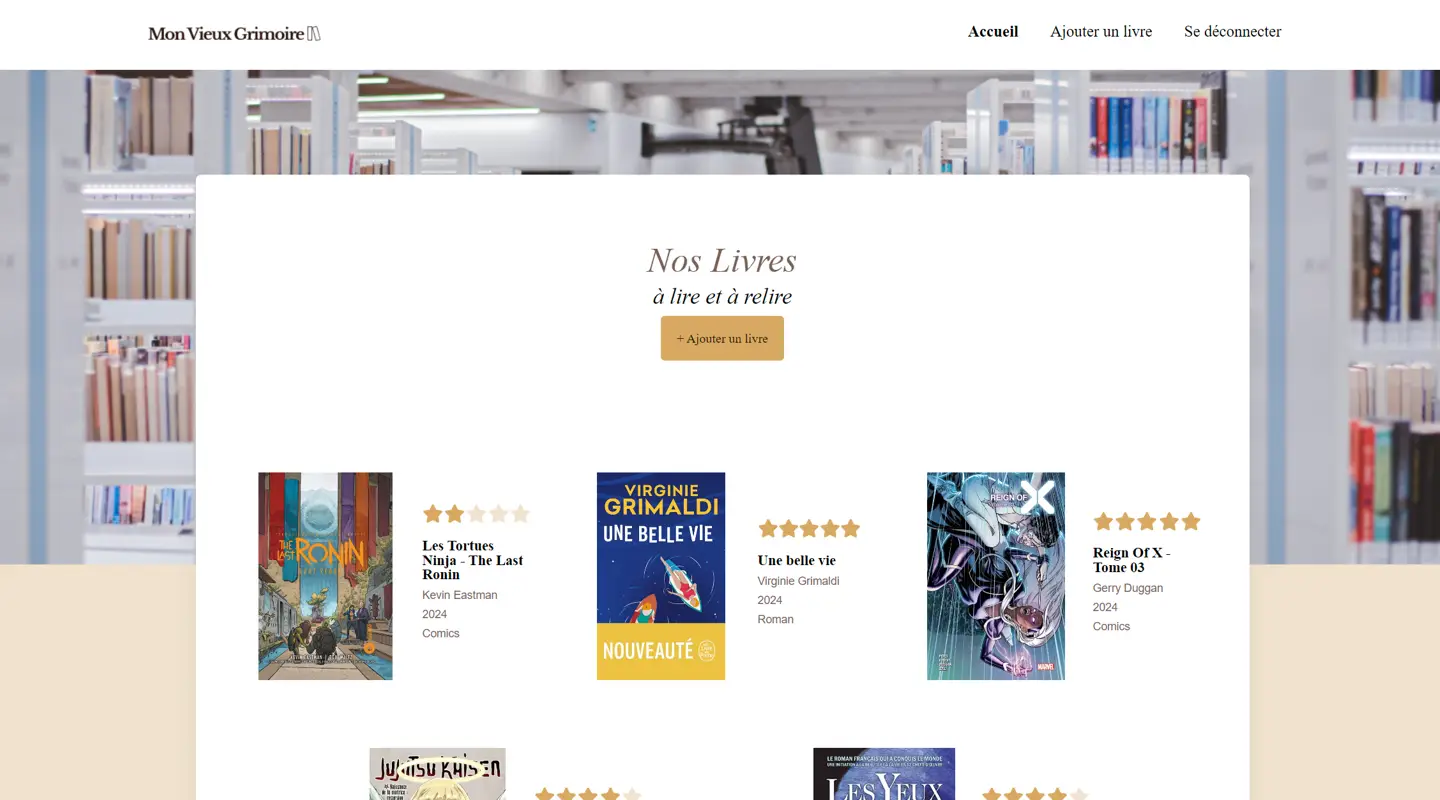 Mon Vieux Grimoire
Accueil
Ajouter un livre
Se déconnecter
Nos Livres
à lire et à relire
+ Ajouter un livre
THE
LAST RONIN
Les Tortues
Ninja - The Last
Ronin
Kevin Eastman
2024
Comics
VIRGINIE
GRIMALDI
UNE BELLE VIE
NOUVEAUTÉ
Une belle vie
Virginie Grimaldi
2024
Roman
REIGN OF X
MARVEL
Reign Of X -
Tome 03
Gerry Duggan
2024
Comics
JUJUTSU KAISEN
LE ROMAN FRANÇAIS QUI A CONQUIS LE MONDE
LES YEUX